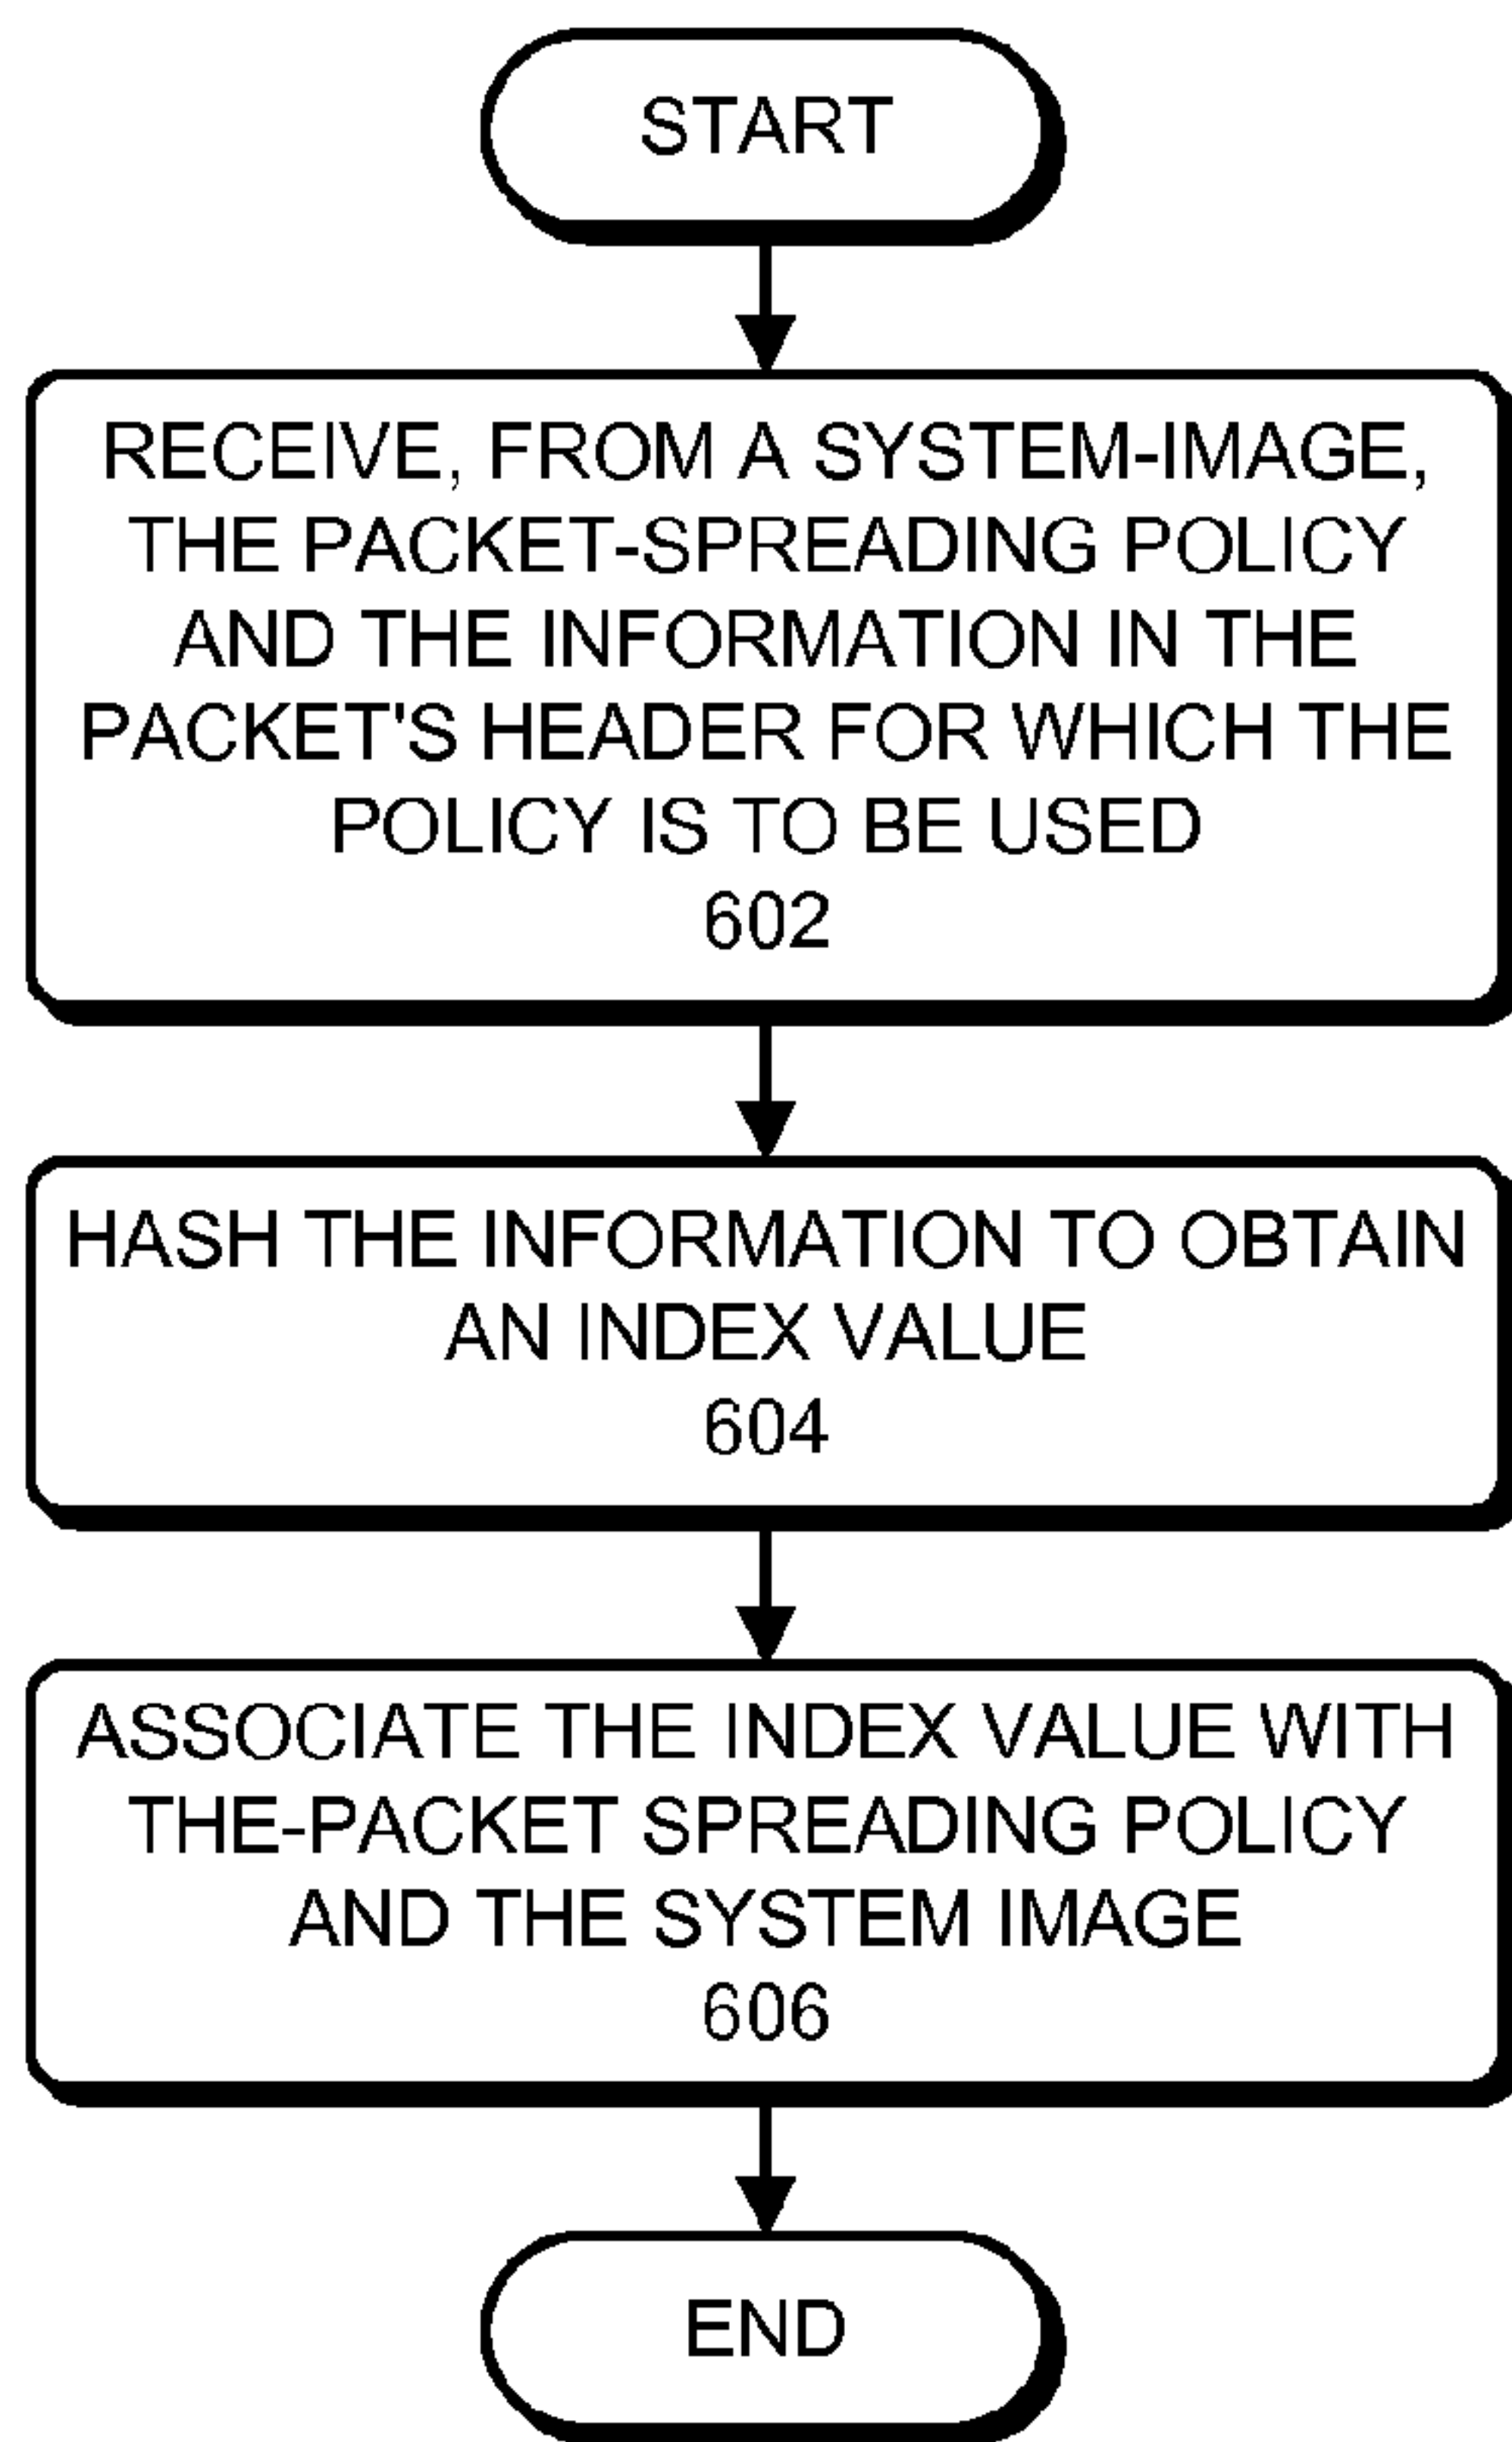 START
RECEIVE, FROM A SYSTEM-IMAGE,
THE PACKET-SPREADING POLICY
AND THE INFORMATION IN THE
PACKET'S HEADER FOR WHICH THE
POLICY IS TO BE USED
602
HASH THE INFORMATION TO OBTAIN
AN INDEX VALUE
604
ASSOCIATE THE INDEX VALUE WITH
THE-PACKET SPREADING POLICY
AND THE SYSTEM IMAGE
606
END